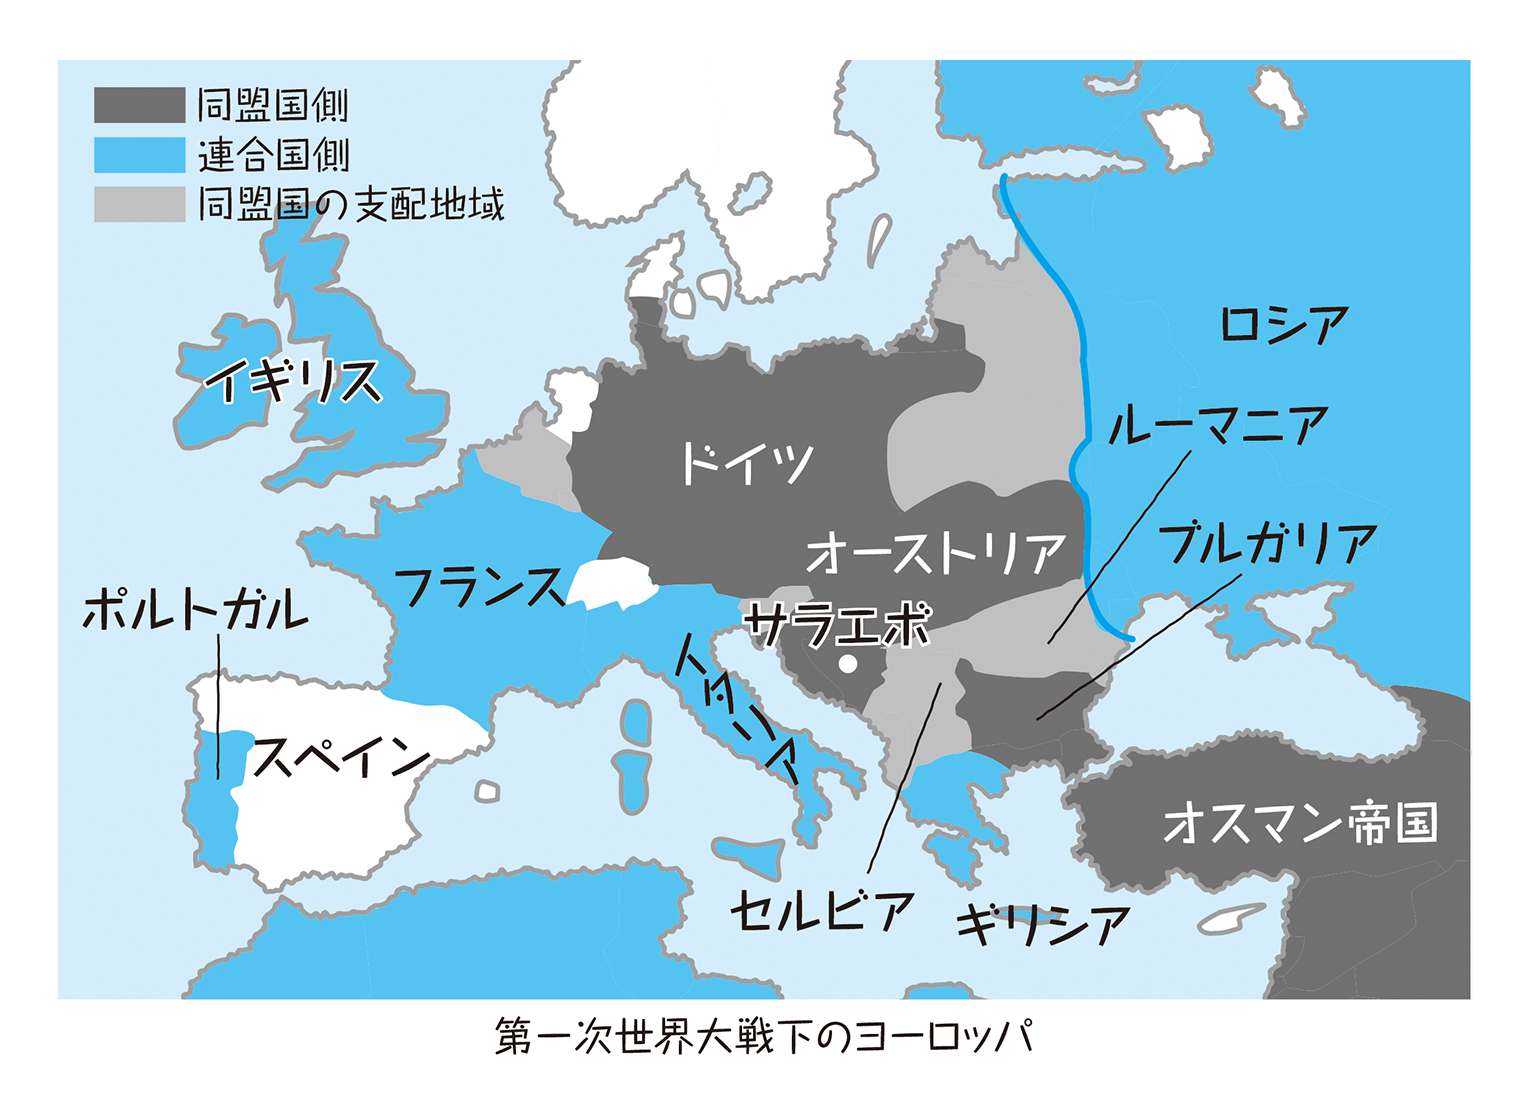 同盟国側
連合国側
同盟国の支配地域
イギリス
ロシア
ルーマニア
ドイツ
ブルガリア
オーストリア
フランス
ポルトガル
サラエボ
イタリア
スペイン
オスマン帝国
セルビア
ギリシア
第一次世界大戦下のヨーロッパ